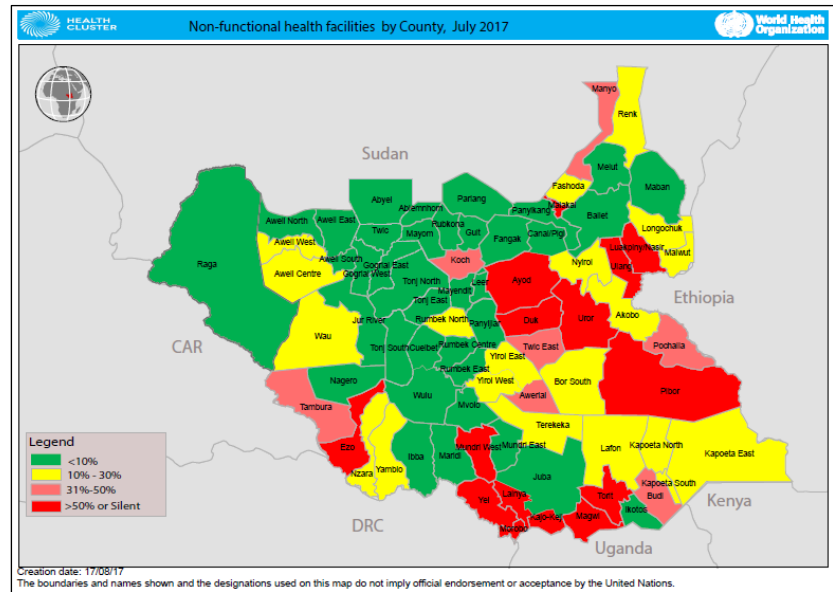 HEALTH
CLUSTER
Non-functional health facilities by County, July 2017
World Health
Organization
Manyo
Renk
Sudan
Melut
Maban
Fashoda
Malakal
Abyei
Pariang
Abiemnhom
Panyikang
Baliet
Longochuk
Aweil North
Aweil East
Twic
Mayom
Rubkona
Guit
Fangak
Canal/Pigi
Luakpiny/Nasir
Maiwut
Aweil West
Aweil South
Gogrial East
Gogrial West
Koch
Nyirol
Ulang
Raga
Aweil Centre
Tonj North
Mayendit
Leer
Ayod
Ethiopia
Tonj East
Jur River
Rumbek North
Panyijiar
Duk
Uror
Akobo
Wau
CAR
Tonj South
Cueibet
Rumbek Centre
Twic East
Pochalla
Yirol East
Rumbek East
Nagero
Yirol West
Bor South
Pibor
Wulu
Awerial
Tambura
Mvolo
Terekeka
Legend
<10%
10% - 30%
31%-50%
>50% or Silent
Ezo
Mundri West
Mundri East
Lafon
Kapoeta North
Kapoeta East
Nzara
Yambio
Ibba
Maridi
Juba
Kapoeta South
Yei
Lainya
Torit
Budi
Ikotos
Kenya
Morobo
Kajo-Keji
Magwi
DRC
Uganda
Creation date: 17/08/17
The boundaries and names shown and the designations used on this map do not imply official endorsement or acceptance by the United Nations.